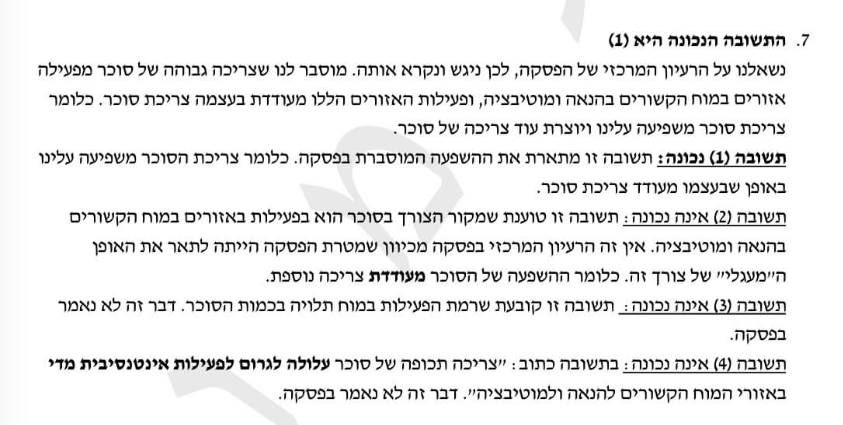 7. התשובה הנכונה היא (1)
נשאלנו על הרעיון המרכזי של הפסקה, לכן ניגש ונקרא אותה. מוסבר לנו שצריכה גבוהה של סוכר מפעילה
אזורים במוח הקשורים בהנאה ומוטיבציה, ופעילות האזורים הללו מעודדת בעצמה צריכת סוכר. כלומר
צריכת סוכר משפיעה עלינו ויוצרת עוד צריכה של סוכר.
תשובה (1) נכונה: תשובה זו מתארת את ההשפעה המוסברת בפסקה. כלומר צריכת הסוכר משפיעה עלינו
באופן שבעצמו מעודד צריכת סוכר.
תשובה (2) אינה נכונה: תשובה זו טוענת שמקור הצורך בסוכר הוא בפעילות באזורים במוח הקשורים
בהנאה ומוטיבציה. אין זה הרעיון המרכזי בפסקה מכיוון שמטרת הפסקה הייתה לתאר את האופן
ה"מעגלי" של צורך זה. כלומר ההשפעה של הסוכר מעודדת צריכה נוספת.
תשובה (3) אינה נכונה: תשובה זו קובעת שרמת הפעילות במוח תלויה בכמות הסוכר. דבר זה לא נאמר
בפסקה.
תשובה (4) אינה נכונה: בתשובה כתוב: "צריכה תכופה של סוכר עלולה לגרום לפעילות אינטנסיבית מדי
באזורי המוח הקשורים להנאה ולמוטיבציה". דבר זה לא נאמר בפסקה.